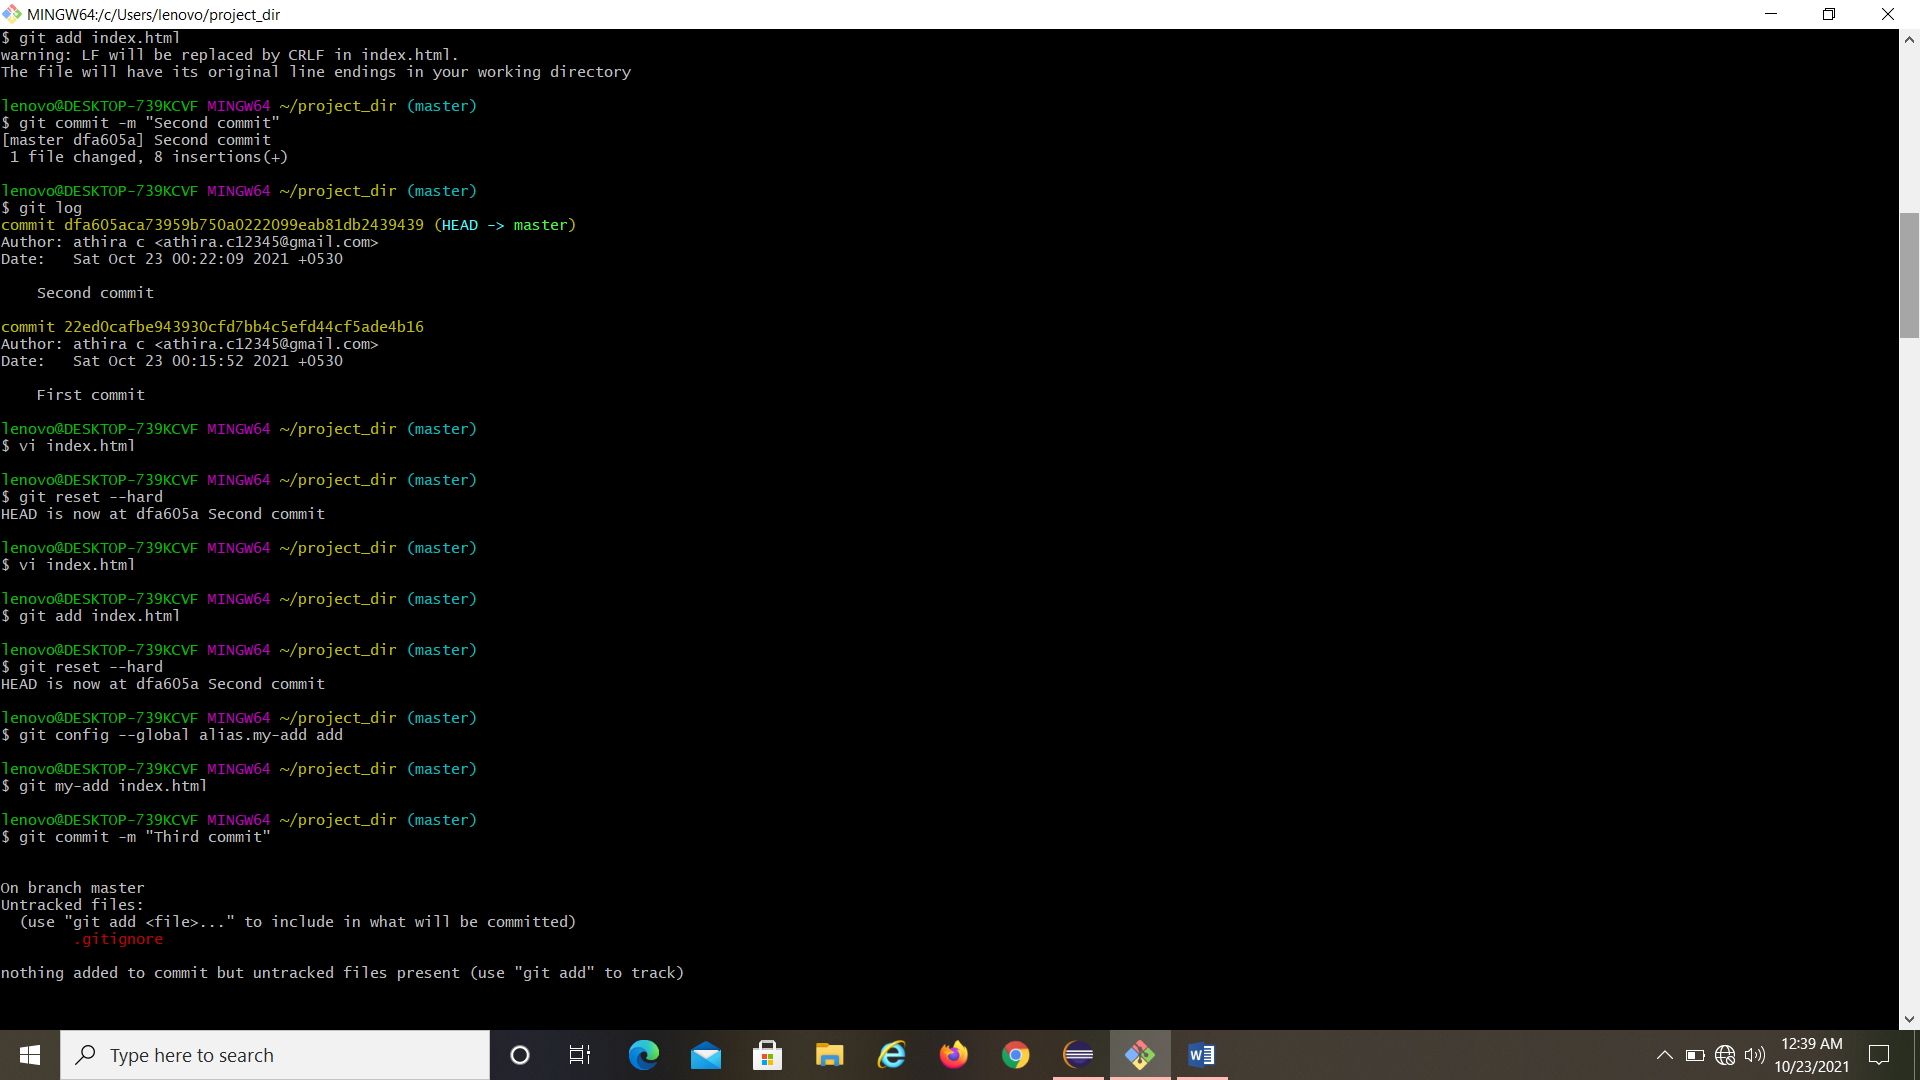 MINGW64:/c/Users/lenovo/project_dir
$ git add index.html
warning: LF will be replaced by CRLF in index.html.
The file will have its original line endings in your working directory
lenovo@DESKTOP-739KCVF MINGW64 ~/project_dir (master)
$ git commit -m "Second commit"
[master dfa605a] Second commit
 1 file changed, 8 insertions(+)
lenovo@DESKTOP-739KCVF MINGW64 ~/project_dir (master)
$ git log
commit dfa605aca73959b750a0222099eab81db2439439 (HEAD -> master)
Author: athira c <athira.c12345@gmail.com>
Date:   Sat Oct 23 00:22:09 2021 +0530
    Second commit
commit 22ed0cafbe943930cfd7bb4c5efd44cf5ade4b16
Author: athira c <athira.c12345@gmail.com>
Date:   Sat Oct 23 00:15:52 2021 +0530
    First commit
lenovo@DESKTOP-739KCVF MINGW64 ~/project_dir (master)
$ vi index.html
lenovo@DESKTOP-739KCVF MINGW64 ~/project_dir (master)
$ git reset --hard
HEAD is now at dfa605a Second commit
lenovo@DESKTOP-739KCVF MINGW64 ~/project_dir (master)
$ vi index.html
lenovo@DESKTOP-739KCVF MINGW64 ~/project_dir (master)
$ git add index.html
lenovo@DESKTOP-739KCVF MINGW64 ~/project_dir (master)
$ git reset --hard
HEAD is now at dfa605a Second commit
lenovo@DESKTOP-739KCVF MINGW64 ~/project_dir (master)
$ git config --global alias.my-add add
lenovo@DESKTOP-739KCVF MINGW64 ~/project_dir (master)
$ git my-add index.html
lenovo@DESKTOP-739KCVF MINGW64 ~/project_dir (master)
$ git commit -m "Third commit"
On branch master
Untracked files:
  (use "git add <file>..." to include in what will be committed)
        .gitignore
nothing added to commit but untracked files present (use "git add" to track)
Type here to search
12:39 AM
10/23/2021